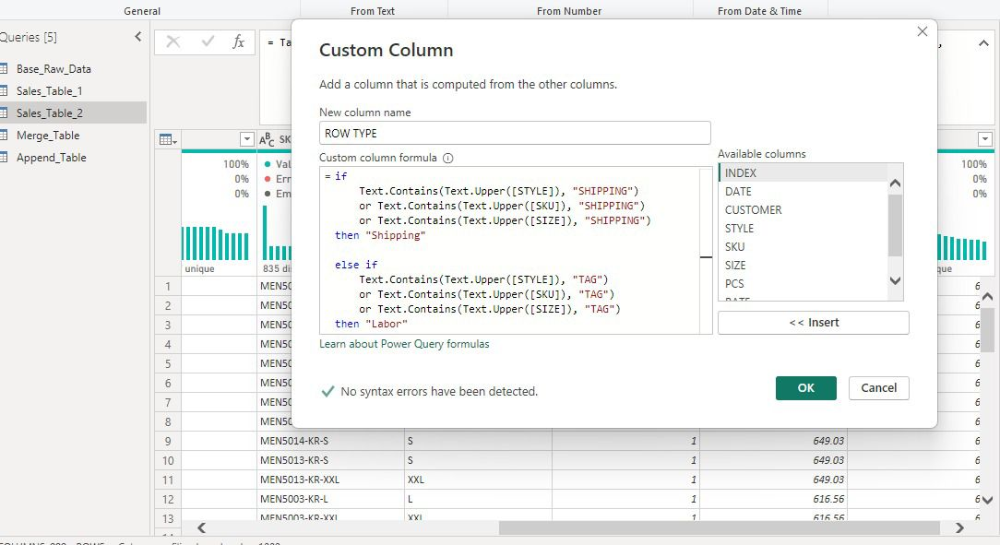 General From Text From Number From Date & Time
Queries [5]
Base_Raw_Data
Sales_Table_1
Sales_Table_2
Merge_Table
Append_Table
fx = Ta
Custom Column
Add a column that is computed from the other columns.
New column name
ROW TYPE
Custom column formula
= if
Text.Contains(Text.Upper([STYLE]), "SHIPPING")
or Text.Contains(Text.Upper([SKU]), "SHIPPING")
or Text.Contains(Text.Upper([SIZE]), "SHIPPING")
then "Shipping"
else if
Text.Contains(Text.Upper([STYLE]), "TAG")
or Text.Contains(Text.Upper([SKU]), "TAG")
or Text.Contains(Text.Upper([SIZE]), "TAG")
then "Labor"
Available columns
INDEX
DATE
CUSTOMER
STYLE
SKU
SIZE
PCS
RATE
<< Insert
Learn about Power Query formulas
No syntax errors have been detected.
OK Cancel
ABC SK
100% Val 100%
0% Err 0%
0% Em 0%
unique 835 di que
1 MEN50 6
2 MEN50 6
3 MEN50 6
4 MEN50 6
5 MEN50 6
6 MEN50 6
7 MEN50 6
8 MEN50 6
9 MEN5014-KR-S S 1 649.03 6
10 MEN5013-KR-S S 1 649.03 6
11 MEN5013-KR-XXL XXL 1 649.03 6
12 MEN5003-KR-L L 1 616.56 6
13 MEN5003-KR-XXL XXL 1 616.56 6